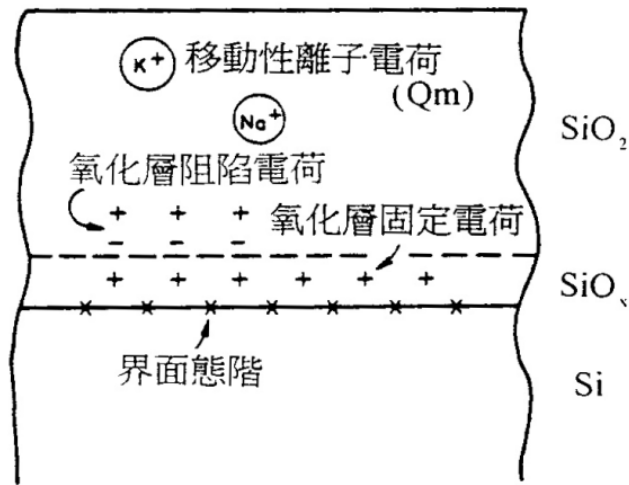 K+ 移動性離子電荷
(Qm)
Na+
SiO₂
氧化層阻陷電荷
+ + +
− − −
氧化層固定電荷
+ + + + + +
SiOₓ
× × × × × × ×
界面態階
Si